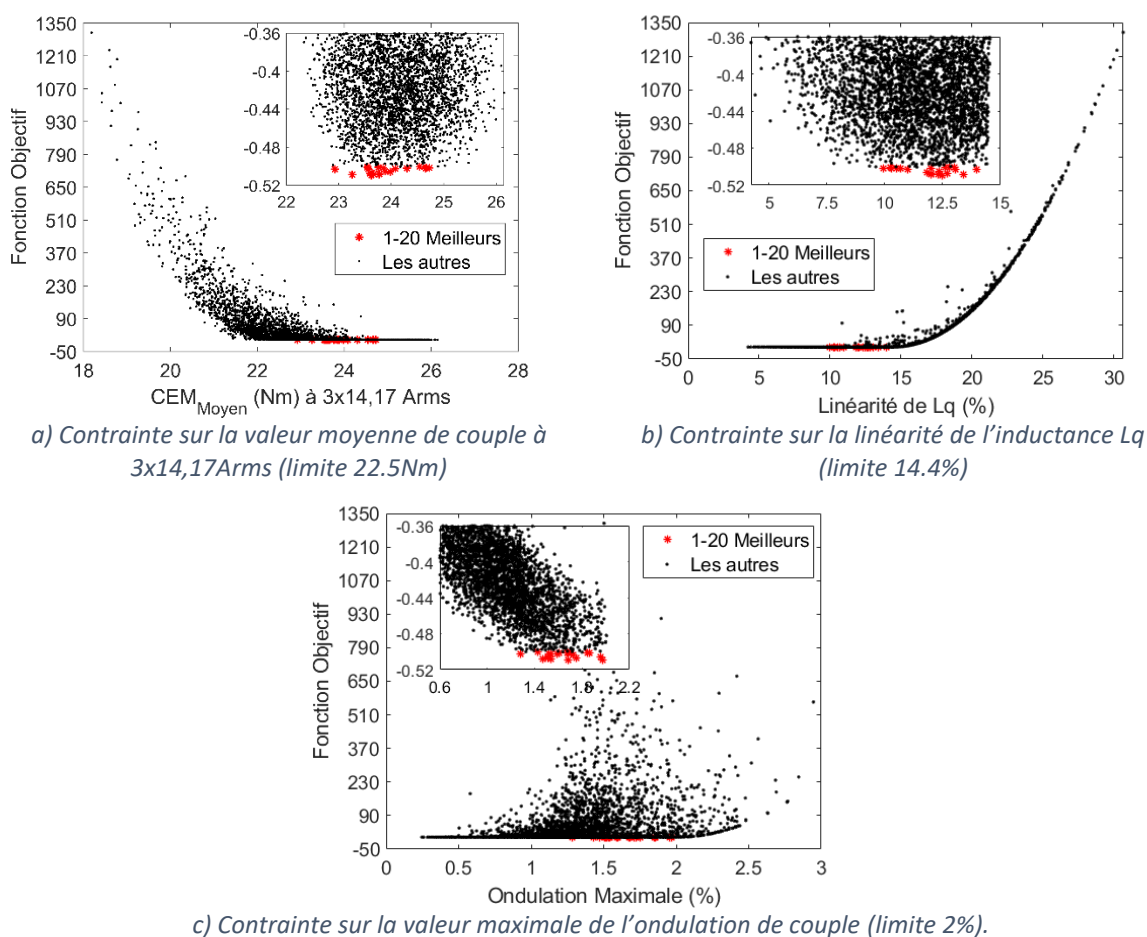 1350
1210
1070
930
790
650
510
370
230
90
-50
Fonction Objectif
-0.36
-0.4
-0.44
-0.48
-0.52
22 23 24 25 26
1-20 Meilleurs
Les autres
18 20 22 24 26 28
CEM_Moyen (Nm) à 3x14,17 Arms
a) Contrainte sur la valeur moyenne de couple à
3x14,17Arms (limite 22.5Nm)
1350
1210
1070
930
790
650
510
370
230
90
-50
Fonction Objectif
-0.36
-0.4
-0.44
-0.48
-0.52
5 7.5 10 12.5 15
1-20 Meilleurs
Les autres
0 5 10 15 20 25 30
Linéarité de Lq (%)
b) Contrainte sur la linéarité de l’inductance Lq
(limite 14.4%)
1350
1210
1070
930
790
650
510
370
230
90
-50
Fonction Objectif
-0.36
-0.4
-0.44
-0.48
-0.52
0.6 1 1.4 1.8 2.2
1-20 Meilleurs
Les autres
0 0.5 1 1.5 2 2.5 3
Ondulation Maximale (%)
c) Contrainte sur la valeur maximale de l’ondulation de couple (limite 2%).